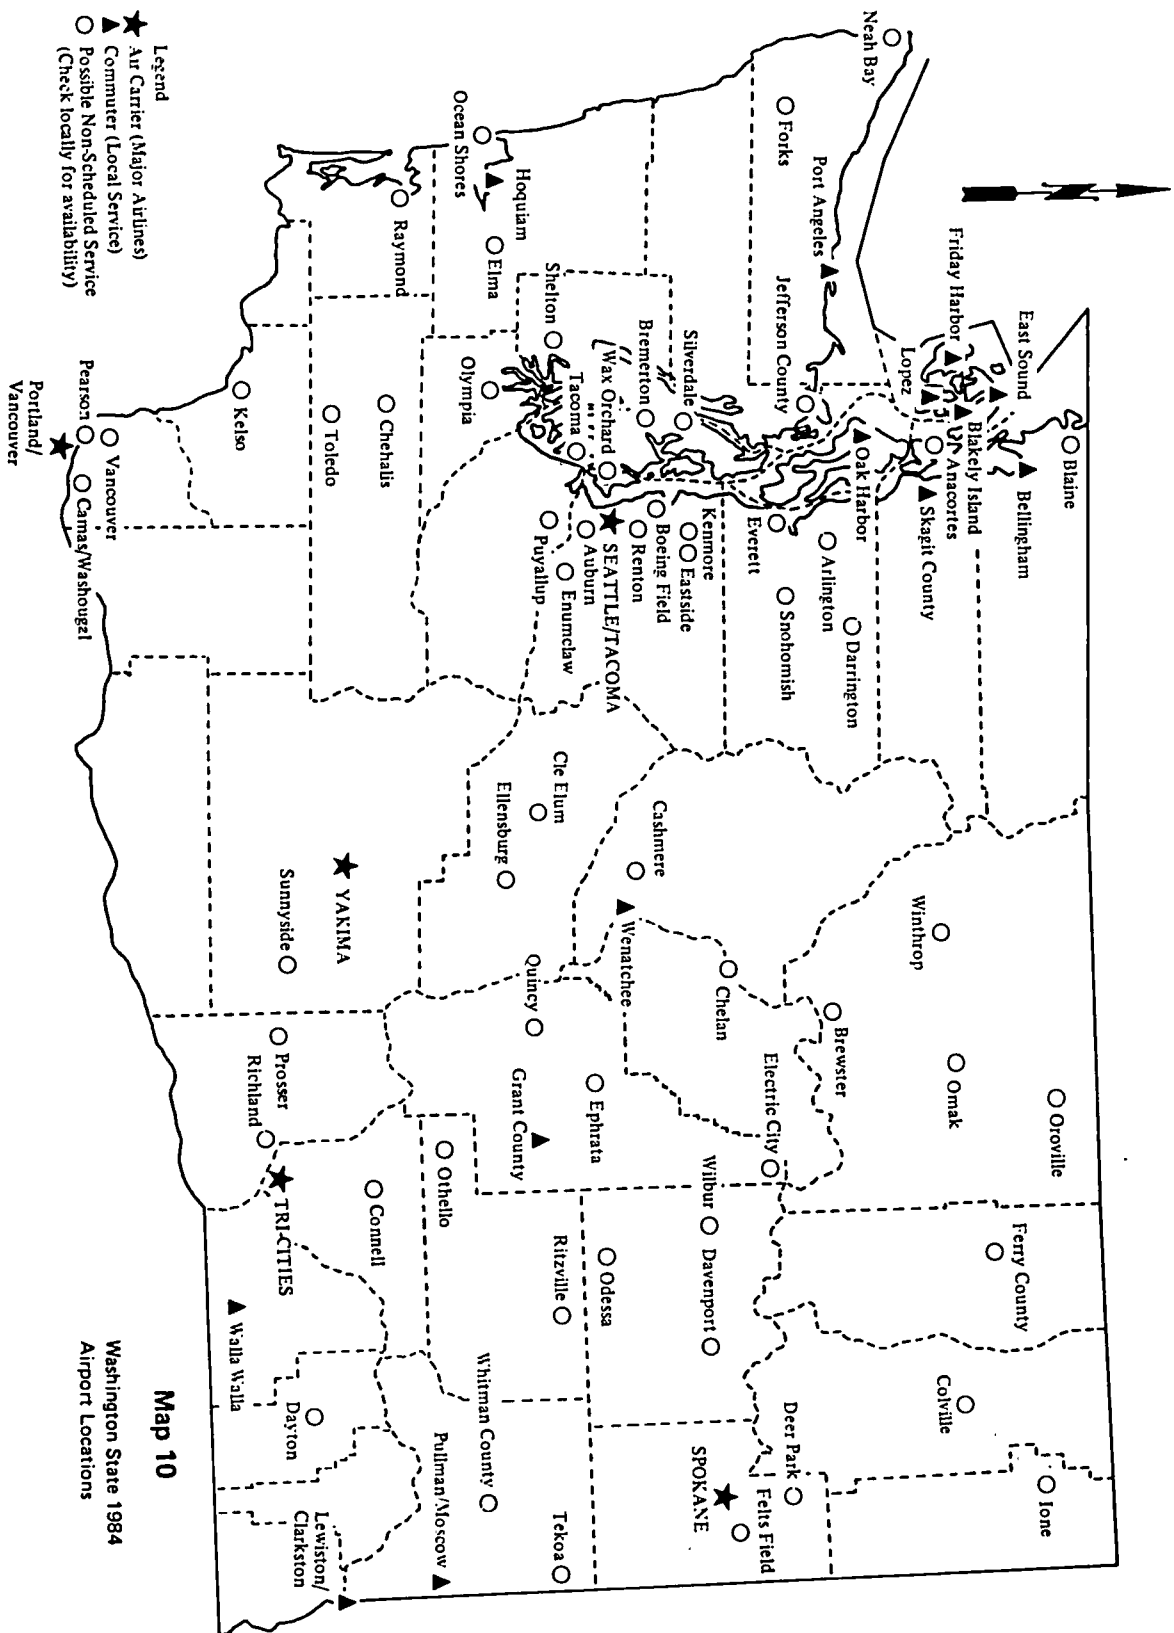 Neah Bay
Forks
Port Angeles
Jefferson County
Friday Harbor
East Sound
Lopez
Blakely Island
Blaine
Bellingham
Anacortes
Skagit County
Oak Harbor
Arlington
Darrington
Everett
Snohomish
Silverdale
Bremerton
Wax Orchard
Tacoma
Shelton
Kenmore
Eastside
Boeing Field
Renton
SEATTLE/TACOMA
Auburn
Enumclaw
Puyallup
Ocean Shores
Hoquiam
Elma
Raymond
Olympia
Chehalis
Toledo
Kelso
Vancouver
Pearson
Camas/Washougal
Portland/
Vancouver
Oroville
Omak
Winthrop
Brewster
Chelan
Electric City
Cashmere
Wenatchee
Cle Elum
Ellensburg
Quincy
Ephrata
Grant County
YAKIMA
Sunnyside
Prosser
Richland
TRI-CITIES
Othello
Connell
Ferry County
Colville
Ione
Wilbur
Davenport
Deer Park
SPOKANE
Felts Field
Odessa
Ritzville
Whitman County
Tekoa
Pullman/Moscow
Walla Walla
Dayton
Lewiston/
Clarkston
Legend
Air Carrier (Major Airlines)
Commuter (Local Service)
Possible Non-Scheduled Service
(Check locally for availability)
Map 10
Washington State 1984
Airport Locations